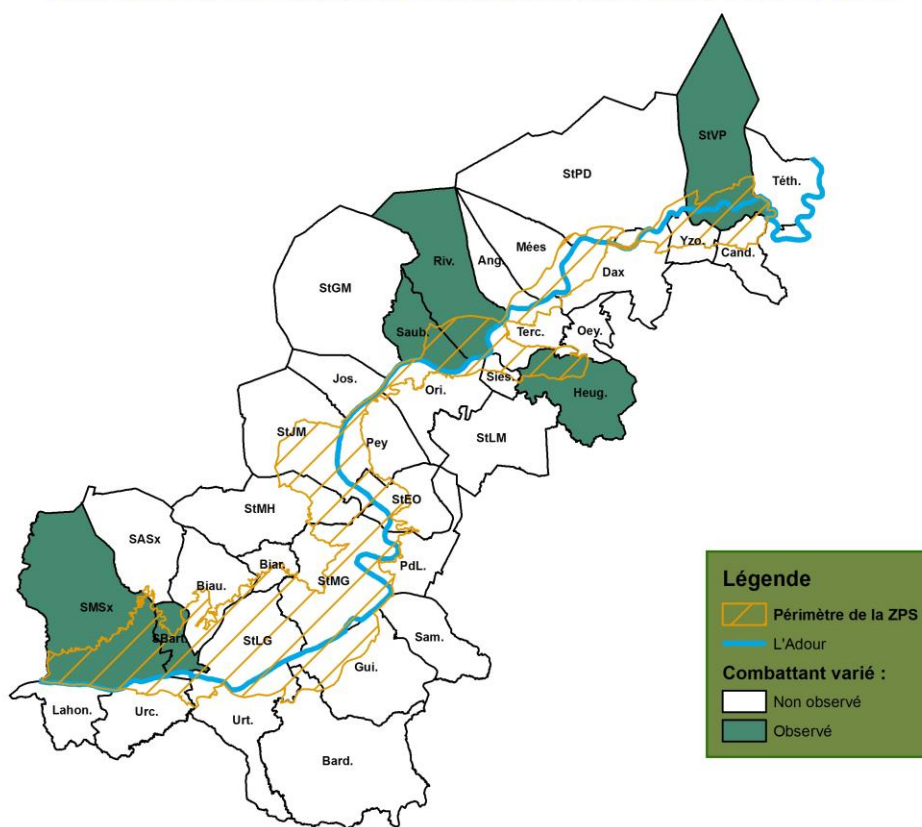 StVP
Téth.
StPD
Yzo.
Cand.
Mées
Ang.
Riv.
Dax
StGM
Saub.
Terc.
Oey.
Jos.
Ori.
Sies.
Heug.
StJM
Pey
StLM
StMH
StEO
SASx
Biau.
Biar.
StMG
PdL.
SMSx
SBart.
StLG
Sam.
Gui.
Lahon.
Urc.
Urt.
Bard.
Légende
Périmètre de la ZPS
L'Adour
Combattant varié :
Non observé
Observé